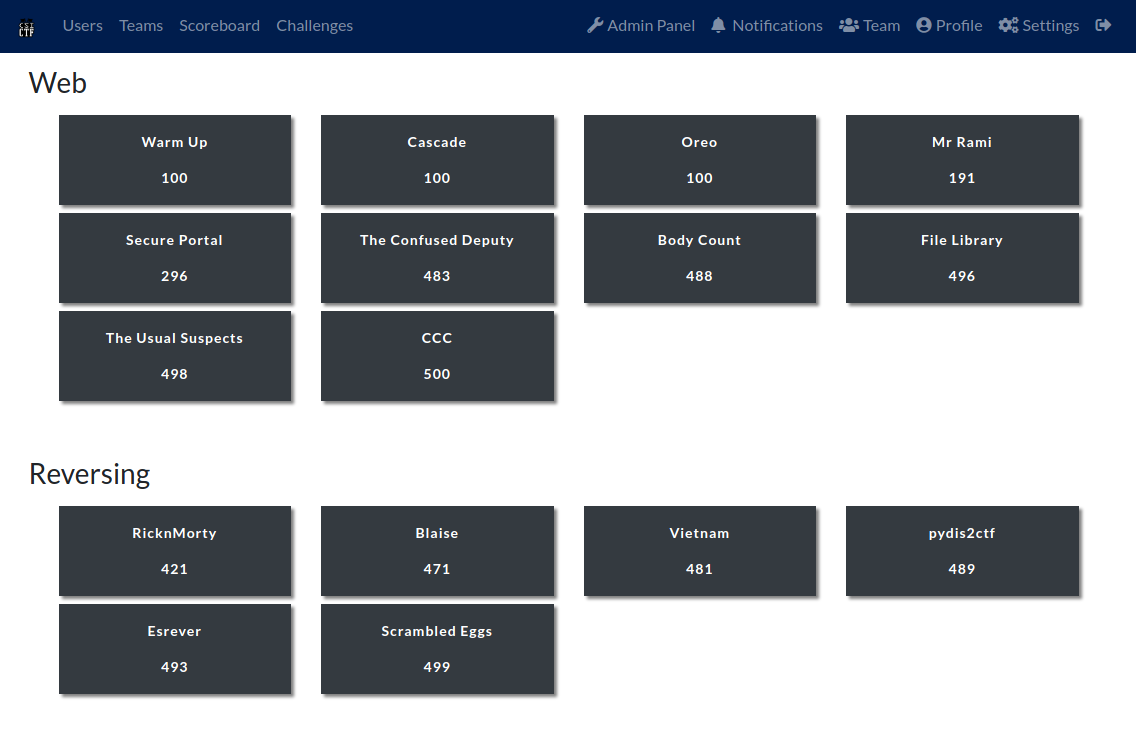 CSI CTF
Users Teams Scoreboard Challenges Admin Panel Notifications Team Profile Settings
Web
Warm Up Cascade Oreo Mr Rami
100 100 100 191
Secure Portal The Confused Deputy Body Count File Library
296 483 488 496
The Usual Suspects CCC
498 500
Reversing
RicknMorty Blaise Vietnam pydis2ctf
421 471 481 489
Esrever Scrambled Eggs
493 499